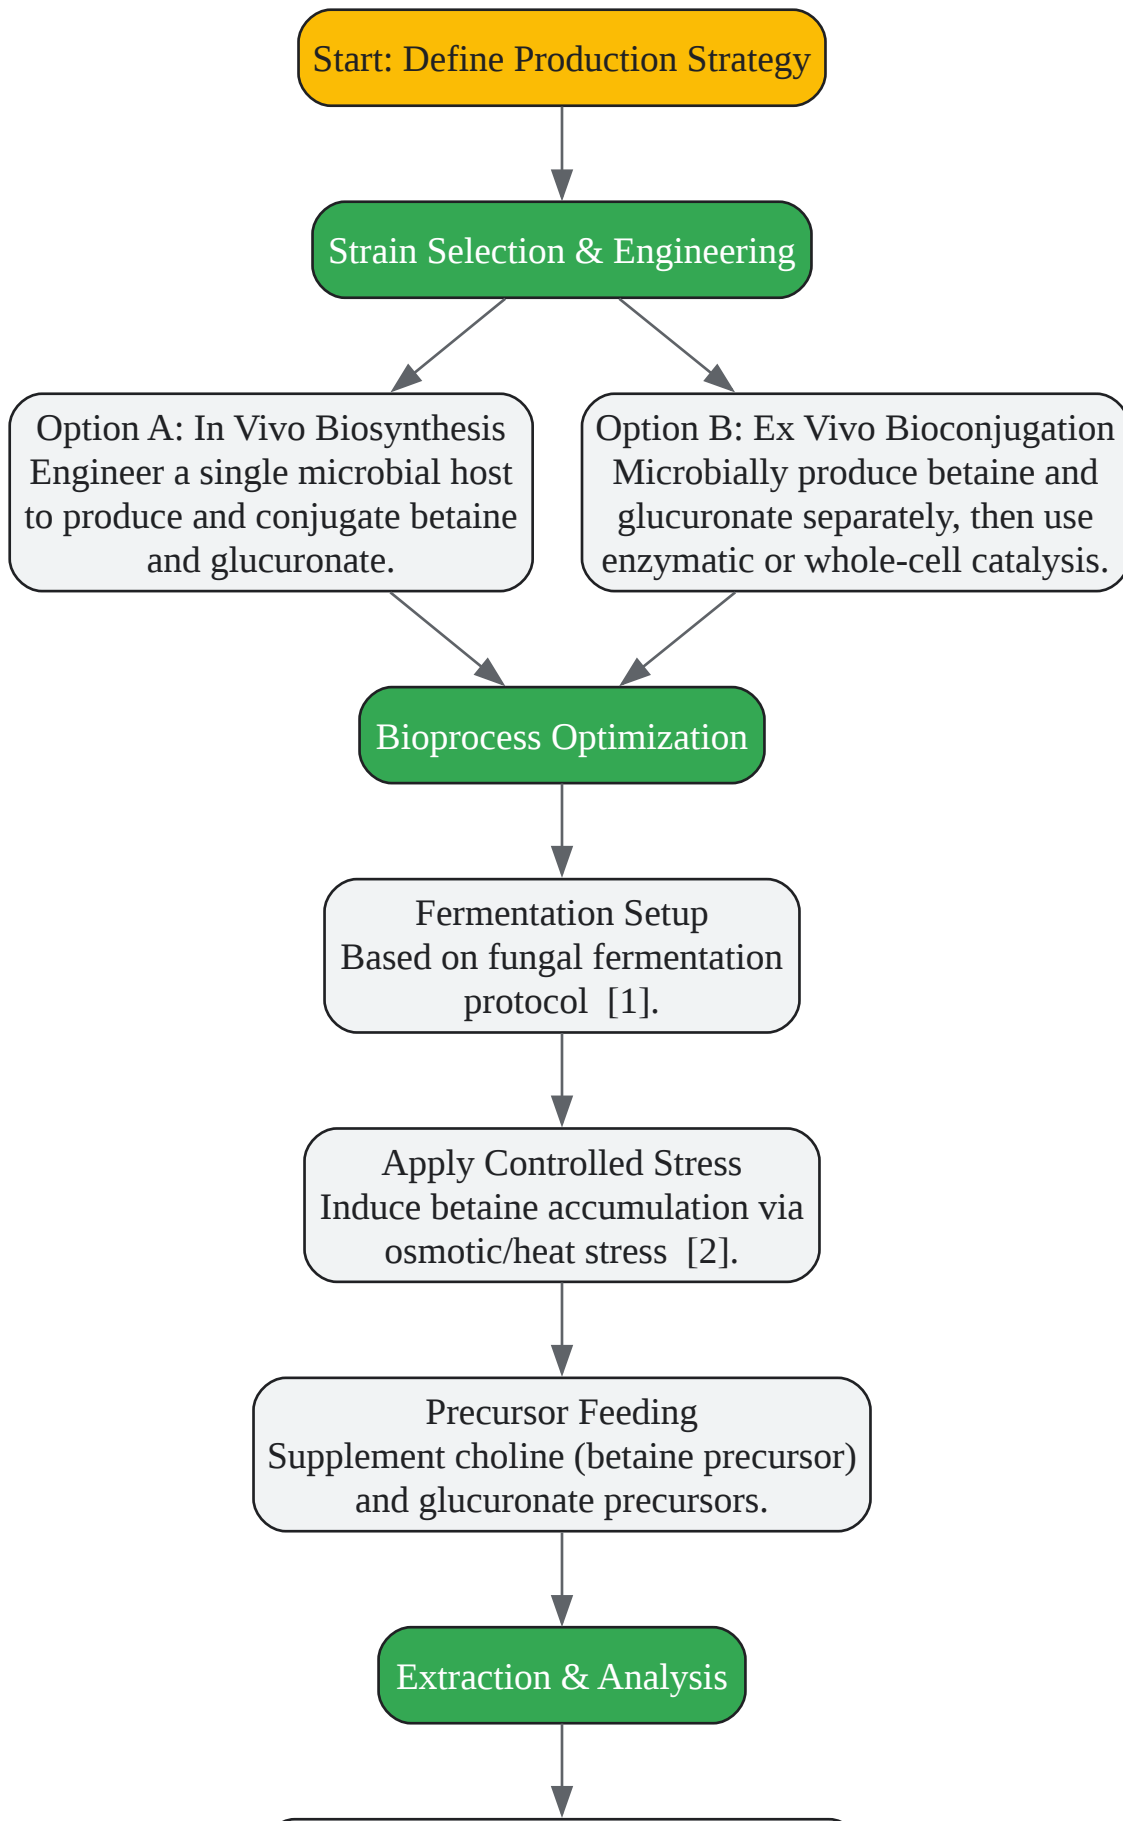 Start: Define Production Strategy
Strain Selection & Engineering
Option A: In Vivo Biosynthesis
Engineer a single microbial host
to produce and conjugate betaine
and glucuronate.
Option B: Ex Vivo Bioconjugation
Microbially produce betaine and
glucuronate separately, then use
enzymatic or whole-cell catalysis.
Bioprocess Optimization
Fermentation Setup
Based on fungal fermentation
protocol [1].
Apply Controlled Stress
Induce betaine accumulation via
osmotic/heat stress [2].
Precursor Feeding
Supplement choline (betaine precursor)
and glucuronate precursors.
Extraction & Analysis